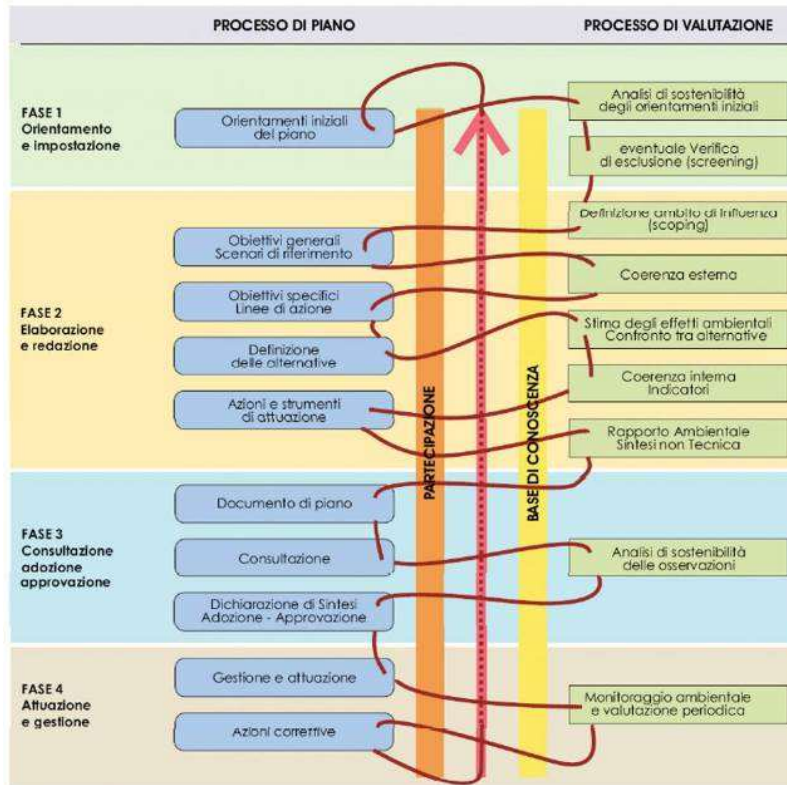 PROCESSO DI PIANO
PROCESSO DI VALUTAZIONE
FASE 1
Orientamento
e impostazione
Orientamenti iniziali
del piano
Analisi di sostenibilità
degli orientamenti iniziali
eventuale Verifica
di esclusione (screening)
FASE 2
Elaborazione
e redazione
Obiettivi generali
Scenari di riferimento
Obiettivi specifici
Linee di azione
Definizione
delle alternative
Azioni e strumenti
di attuazione
Definizione ambito di influenza
(scoping)
Coerenza esterna
Stima degli effetti ambientali
Confronto tra alternative
Coerenza interna
Indicatori
Rapporto Ambientale
Sintesi non Tecnica
PARTECIPAZIONE
BASE DI CONOSCENZA
FASE 3
Consultazione
adozione
approvazione
Documento di piano
Consultazione
Dichiarazione di Sintesi
Adozione - Approvazione
Analisi di sostenibilità
delle osservazioni
FASE 4
Attuazione
e gestione
Gestione e attuazione
Azioni correttive
Monitoraggio ambientale
e valutazione periodica